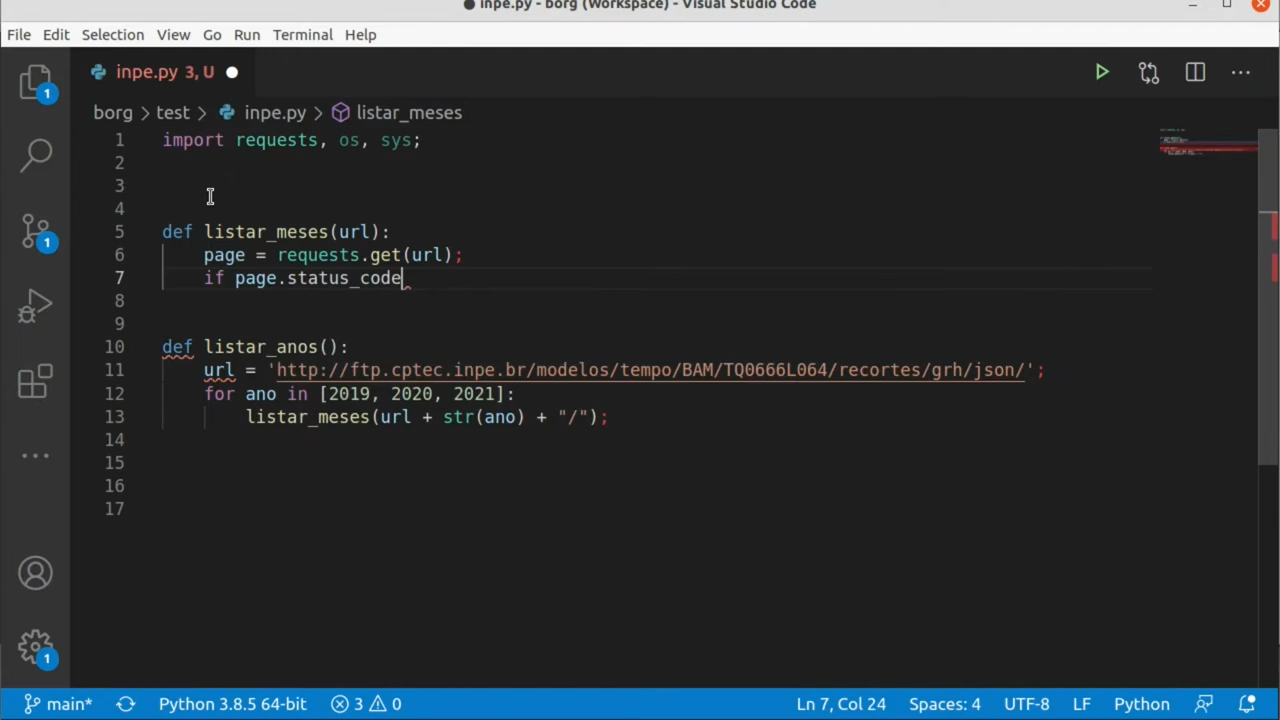 inpe.py - borg (Workspace) - Visual Studio Code
File Edit Selection View Go Run Terminal Help
inpe.py 3, U
borg > test > inpe.py > listar_meses
1 import requests, os, sys;
2
3
4
5 def listar_meses(url):
6 page = requests.get(url);
7 if page.status_code
8
9
10 def listar_anos():
11 url = 'http://ftp.cptec.inpe.br/modelos/tempo/BAM/TQ0666L064/recortes/grh/json/';
12 for ano in [2019, 2020, 2021]:
13 listar_meses(url + str(ano) + "/");
14
15
16
17
1
1
1
main* Python 3.8.5 64-bit 3 0 Ln 7, Col 24 Spaces: 4 UTF-8 LF Python